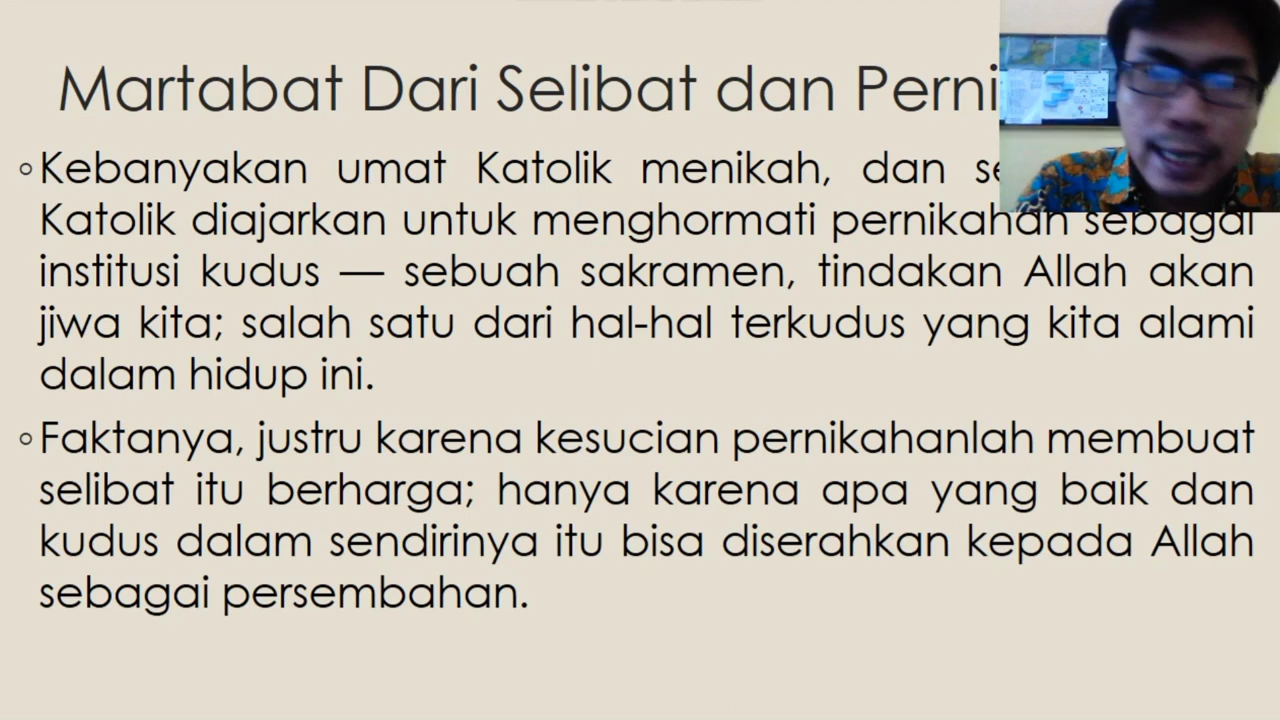 Martabat Dari Selibat dan
◦Kebanyakan umat Katolik menikah, dan
Katolik diajarkan untuk menghormati pernikahan sebagai
institusi kudus — sebuah sakramen, tindakan Allah akan
jiwa kita; salah satu dari hal-hal terkudus yang kita alami
dalam hidup ini.
◦Faktanya, justru karena kesucian pernikahanlah membuat
selibat itu berharga; hanya karena apa yang baik dan
kudus dalam sendirinya itu bisa diserahkan kepada Allah
sebagai persembahan.